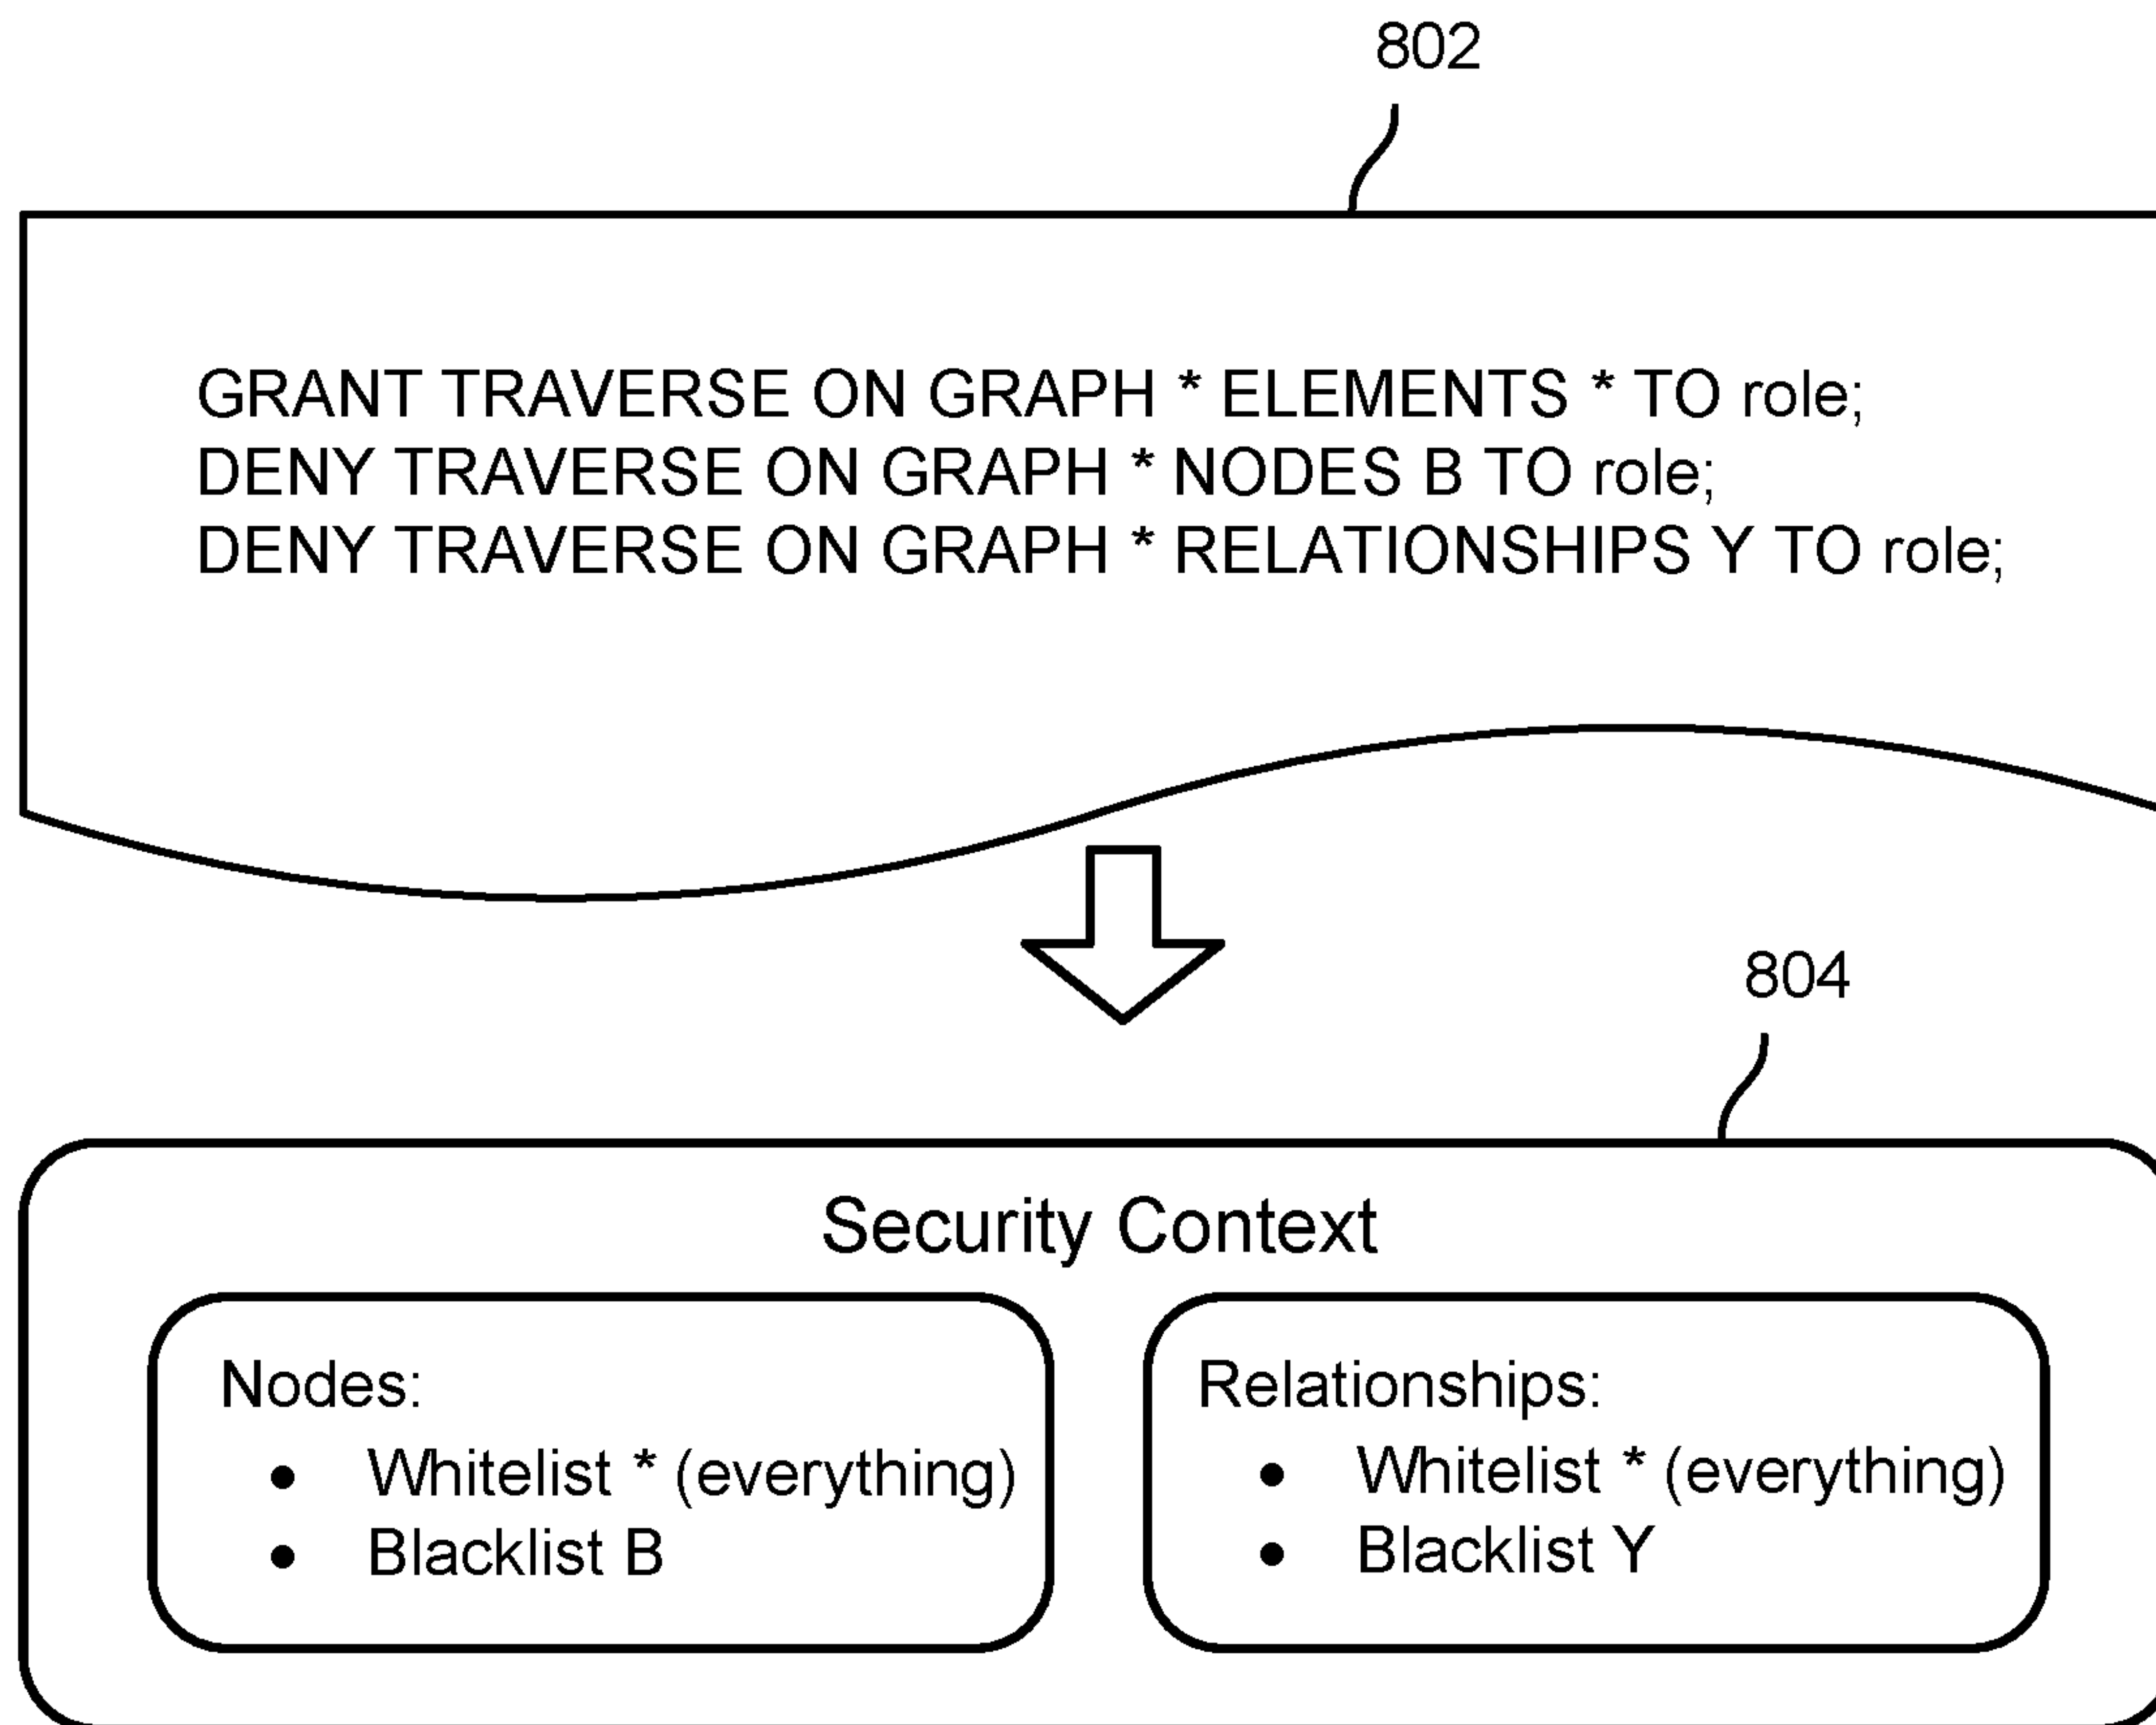 802
GRANT TRAVERSE ON GRAPH * ELEMENTS * TO role;
DENY TRAVERSE ON GRAPH * NODES B TO role;
DENY TRAVERSE ON GRAPH * RELATIONSHIPS Y TO role;
804
Security Context
Nodes:
● Whitelist * (everything)
● Blacklist B
Relationships:
● Whitelist * (everything)
● Blacklist Y